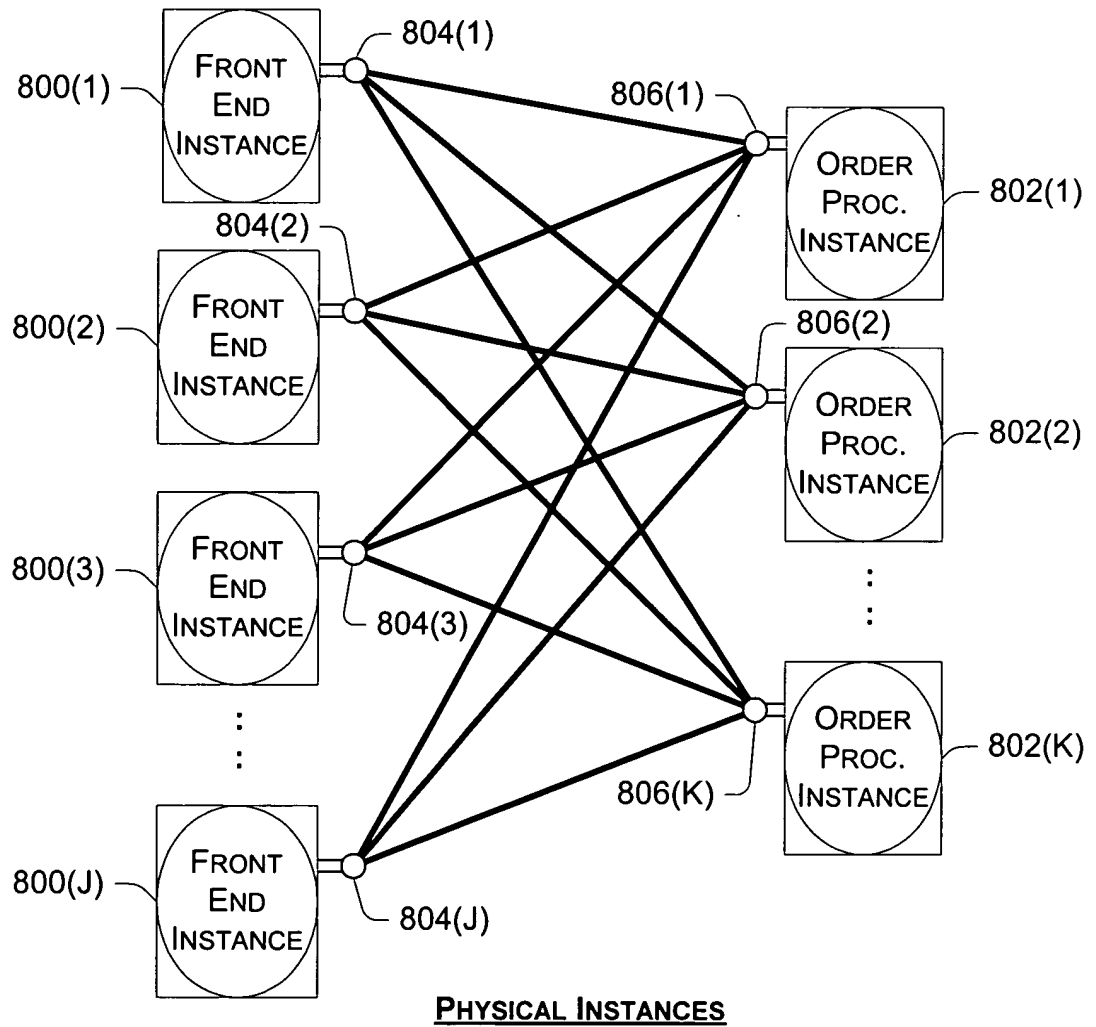 804(1)
FRONT
END
INSTANCE
800(1)
806(1)
ORDER
PROC.
INSTANCE
802(1)
804(2)
FRONT
END
INSTANCE
800(2)
806(2)
ORDER
PROC.
INSTANCE
802(2)
FRONT
END
INSTANCE
800(3)
804(3)
ORDER
PROC.
INSTANCE
802(K)
806(K)
FRONT
END
INSTANCE
800(J)
804(J)
PHYSICAL INSTANCES